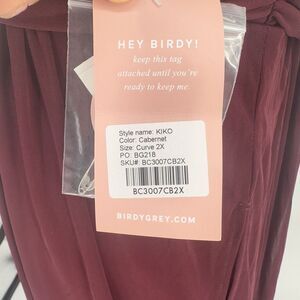 HEY BIRDY!
keep this tag
attached until you're
ready to keep me.
Style name: KIKO
Color: Cabernet
Size: Curve 2X
PO: BG218
SKU#: BC3007CB2X
BC3007CB2X
BIRDYGREY.COM